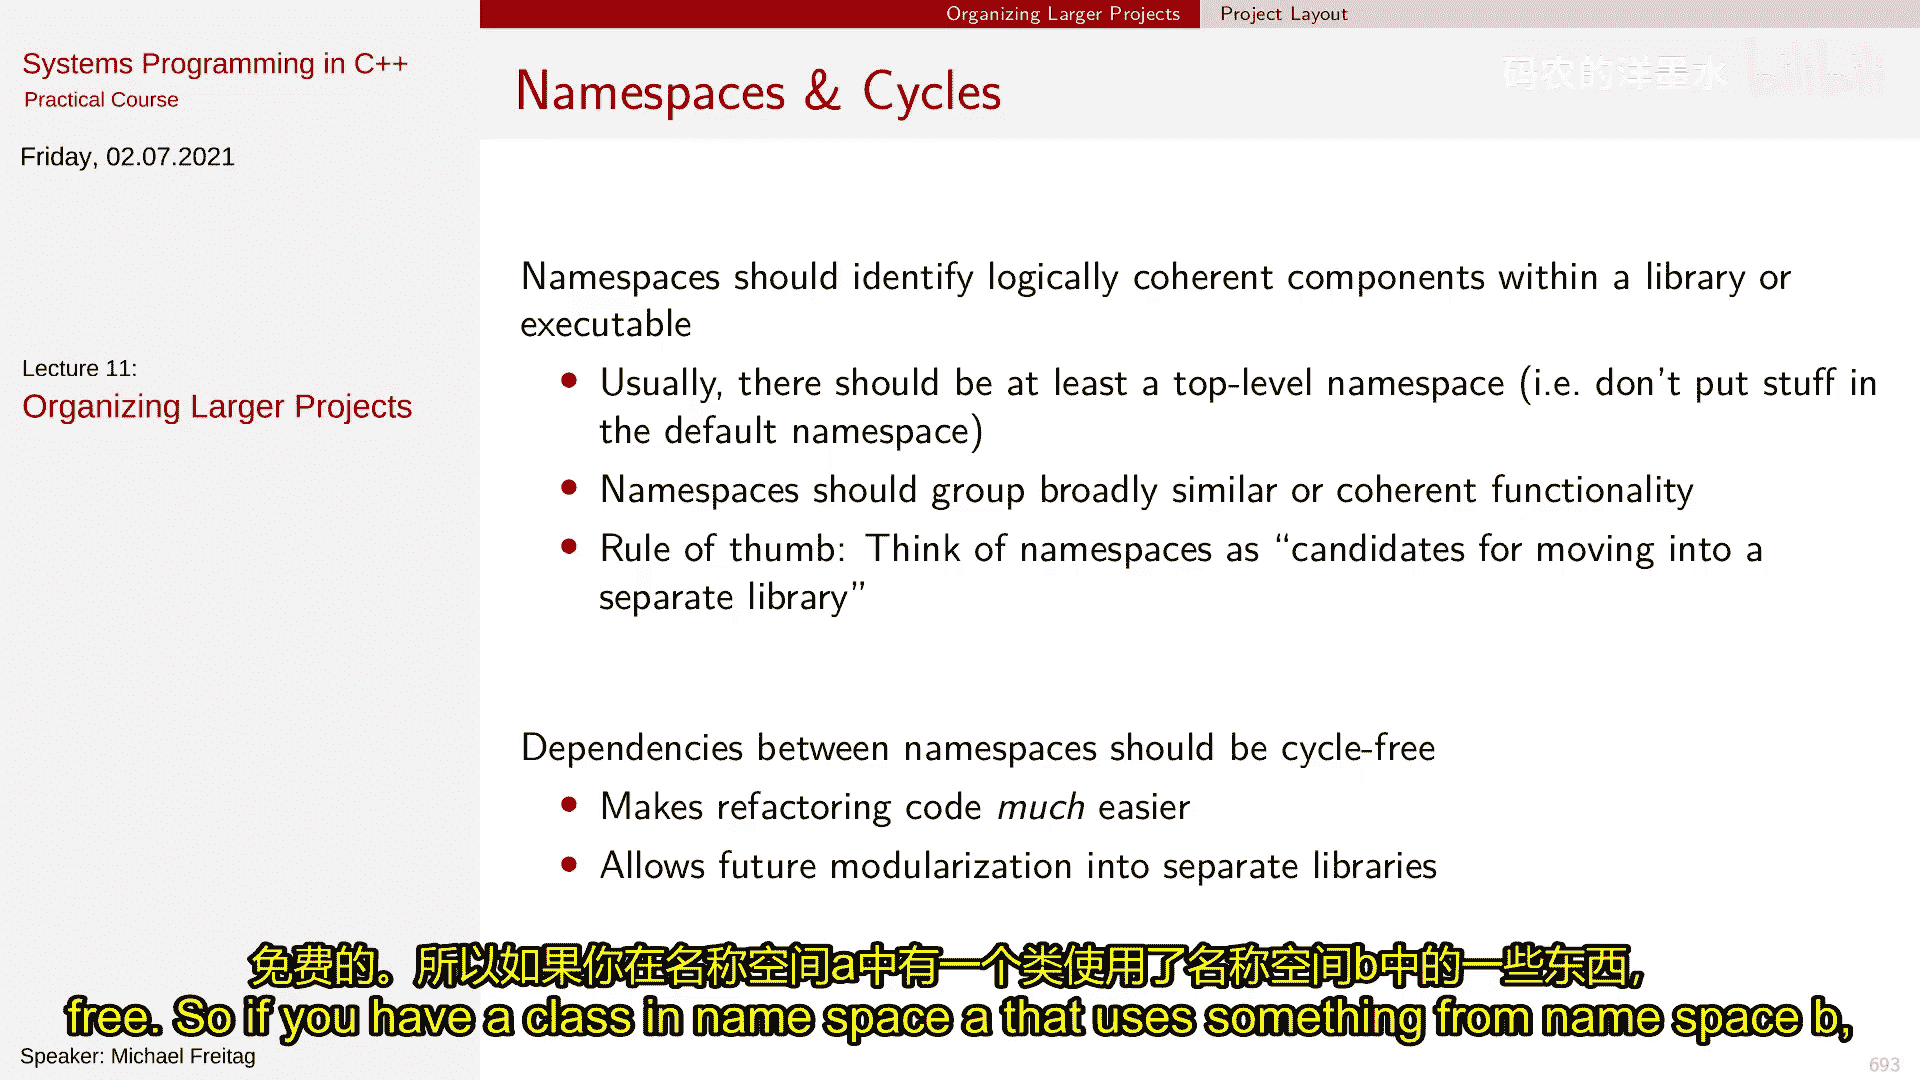 Organizing Larger Projects Project Layout
Systems Programming in C++
Practical Course
Friday, 02.07.2021
Namespaces & Cycles
码农的洋墨水
Namespaces should identify logically coherent components within a library or
executable
• Usually, there should be at least a top-level namespace (i.e. don't put stuff in
the default namespace)
• Namespaces should group broadly similar or coherent functionality
• Rule of thumb: Think of namespaces as “candidates for moving into a
separate library”
Lecture 11:
Organizing Larger Projects
Dependencies between namespaces should be cycle-free
• Makes refactoring code much easier
• Allows future modularization into separate libraries
免费的。所以如果你在名称空间a中有一个类使用了名称空间b中的一些东西,
free. So if you have a class in name space a that uses something from name space b,
Speaker: Michael Freitag
693